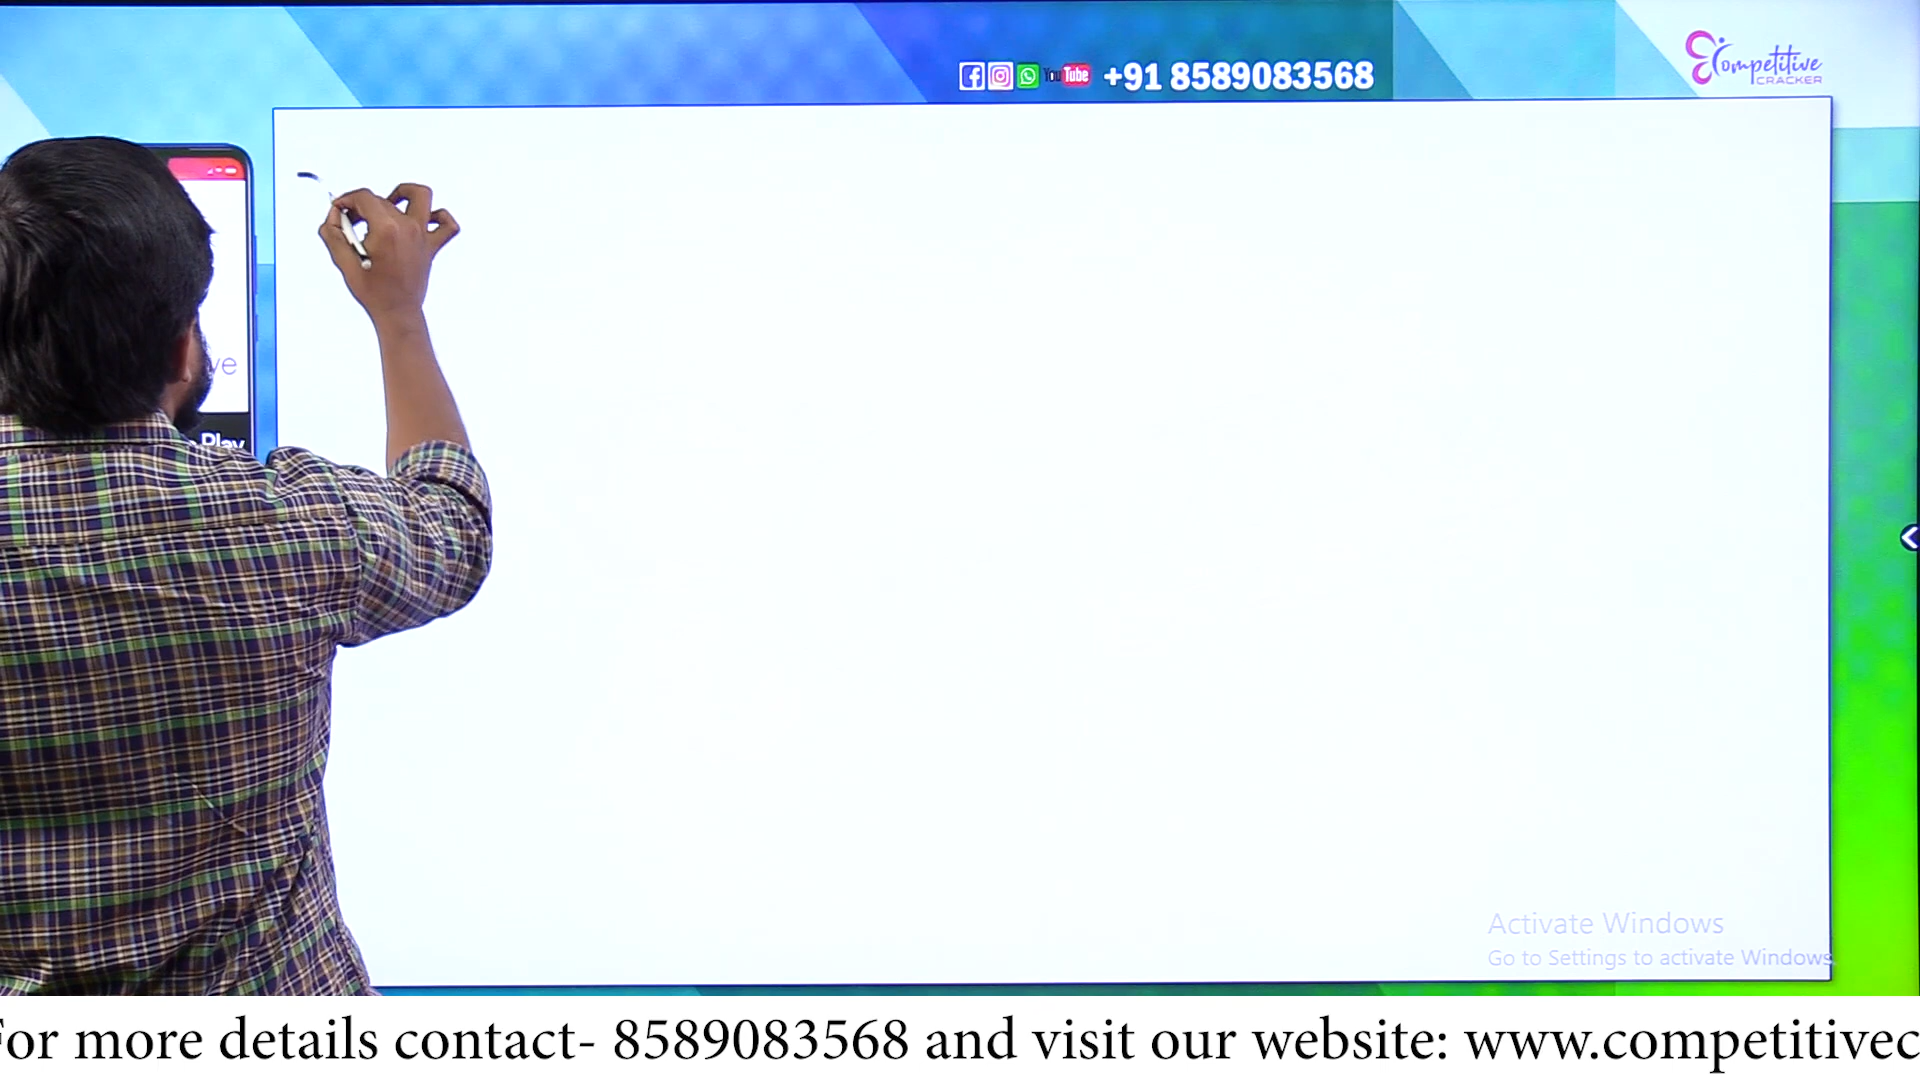 YouTube +91 8589083568
Competitive
CRACKER
ve
Play
Activate Windows
Go to Settings to activate Windows.
For more details contact- 8589083568 and visit our website: www.competitivec